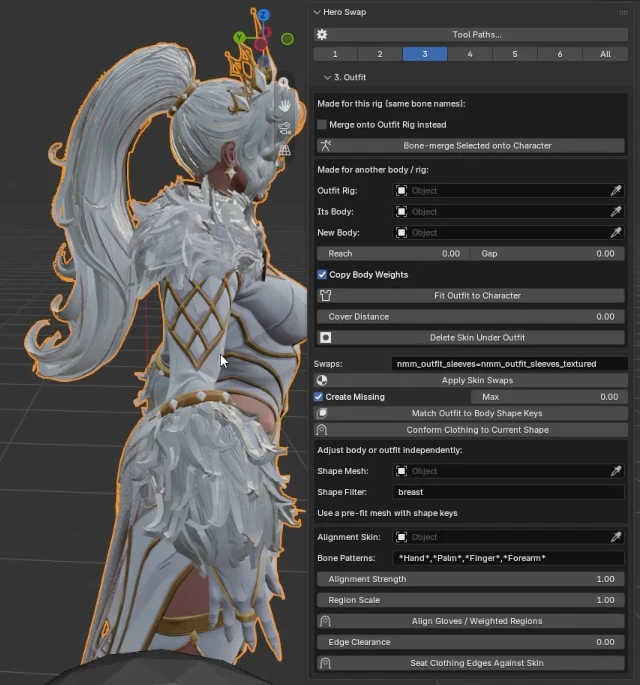 Hero Swap
Tool Paths...
1 2 3 4 5 6 All
3. Outfit
Made for this rig (same bone names):
Merge onto Outfit Rig instead
Bone-merge Selected onto Character
Made for another body / rig:
Outfit Rig: Object
Its Body: Object
New Body: Object
Reach 0.00 Gap 0.00
Copy Body Weights
Fit Outfit to Character
Cover Distance 0.00
Delete Skin Under Outfit
Swaps: nmm_outfit_sleeves=nmm_outfit_sleeves_textured
Apply Skin Swaps
Create Missing Max 0.00
Match Outfit to Body Shape Keys
Conform Clothing to Current Shape
Adjust body or outfit independently:
Shape Mesh: Object
Shape Filter: breast
Use a pre-fit mesh with shape keys
Alignment Skin: Object
Bone Patterns: *Hand*,*Palm*,*Finger*,*Forearm*
Alignment Strength 1.00
Region Scale 1.00
Align Gloves / Weighted Regions
Edge Clearance 0.00
Seat Clothing Edges Against Skin
Z
Y